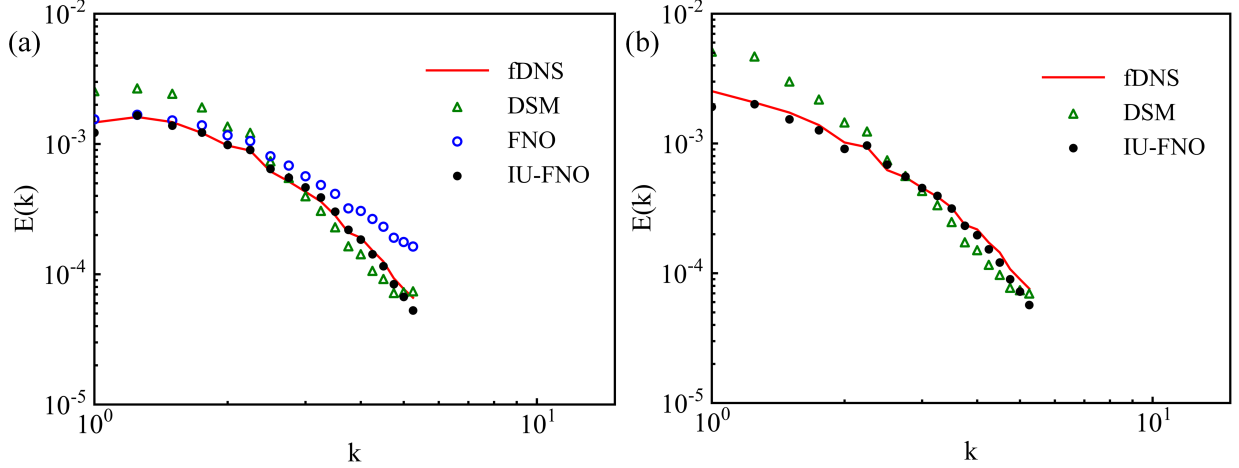 (a)
10^-2
10^-3
10^-4
10^-5
E(k)
fDNS
DSM
FNO
IU-FNO
10^0
10^1
k
(b)
10^-2
10^-3
10^-4
10^-5
E(k)
fDNS
DSM
IU-FNO
10^0
10^1
k